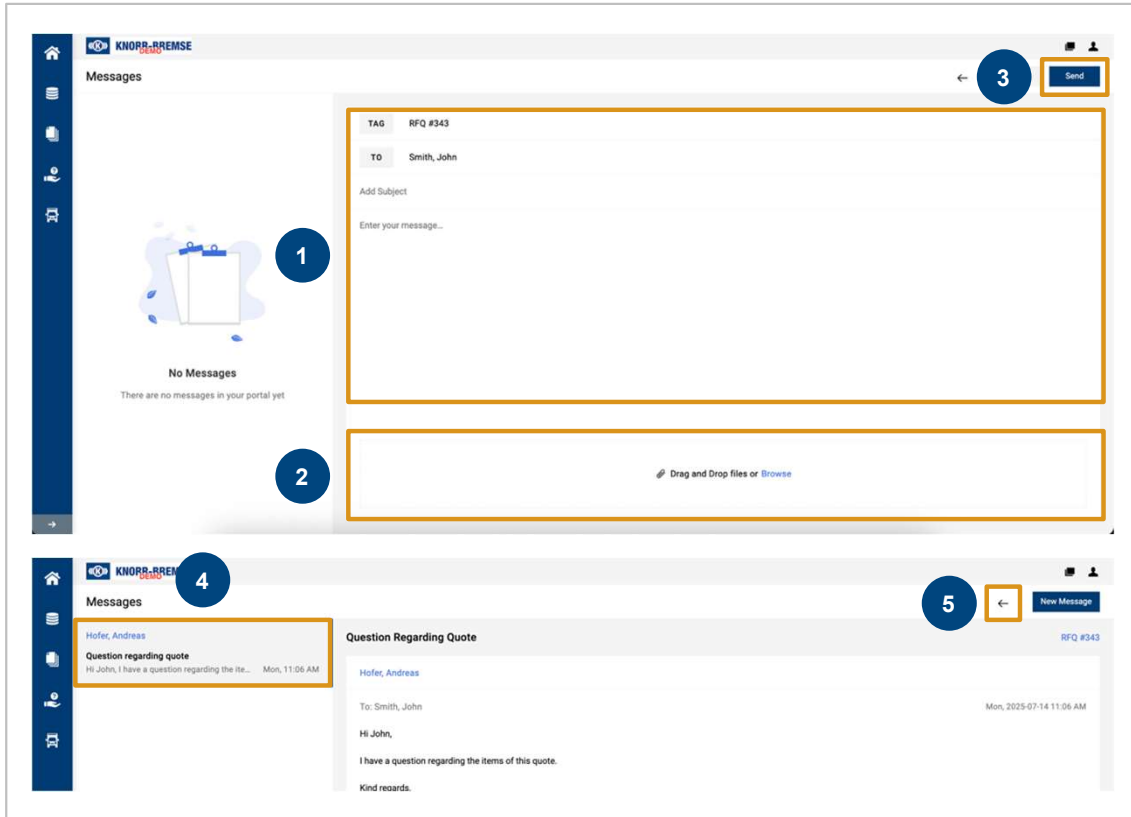 KNORR-BREMSE
DEMO
Messages
←
3
Send
TAG RFQ #343
TO Smith, John
Add Subject
Enter your message...
1
No Messages
There are no messages in your portal yet
2
Drag and Drop files or Browse
→
KNORR-BREM
DEMO
4
Messages
5
←
New Message
Hofer, Andreas
Question regarding quote
Hi John, I have a question regarding the ite... Mon, 11:06 AM
Question Regarding Quote
RFQ #343
Hofer, Andreas
To: Smith, John
Mon, 2025-07-14 11:06 AM
Hi John,
I have a question regarding the items of this quote.
Kind regards.